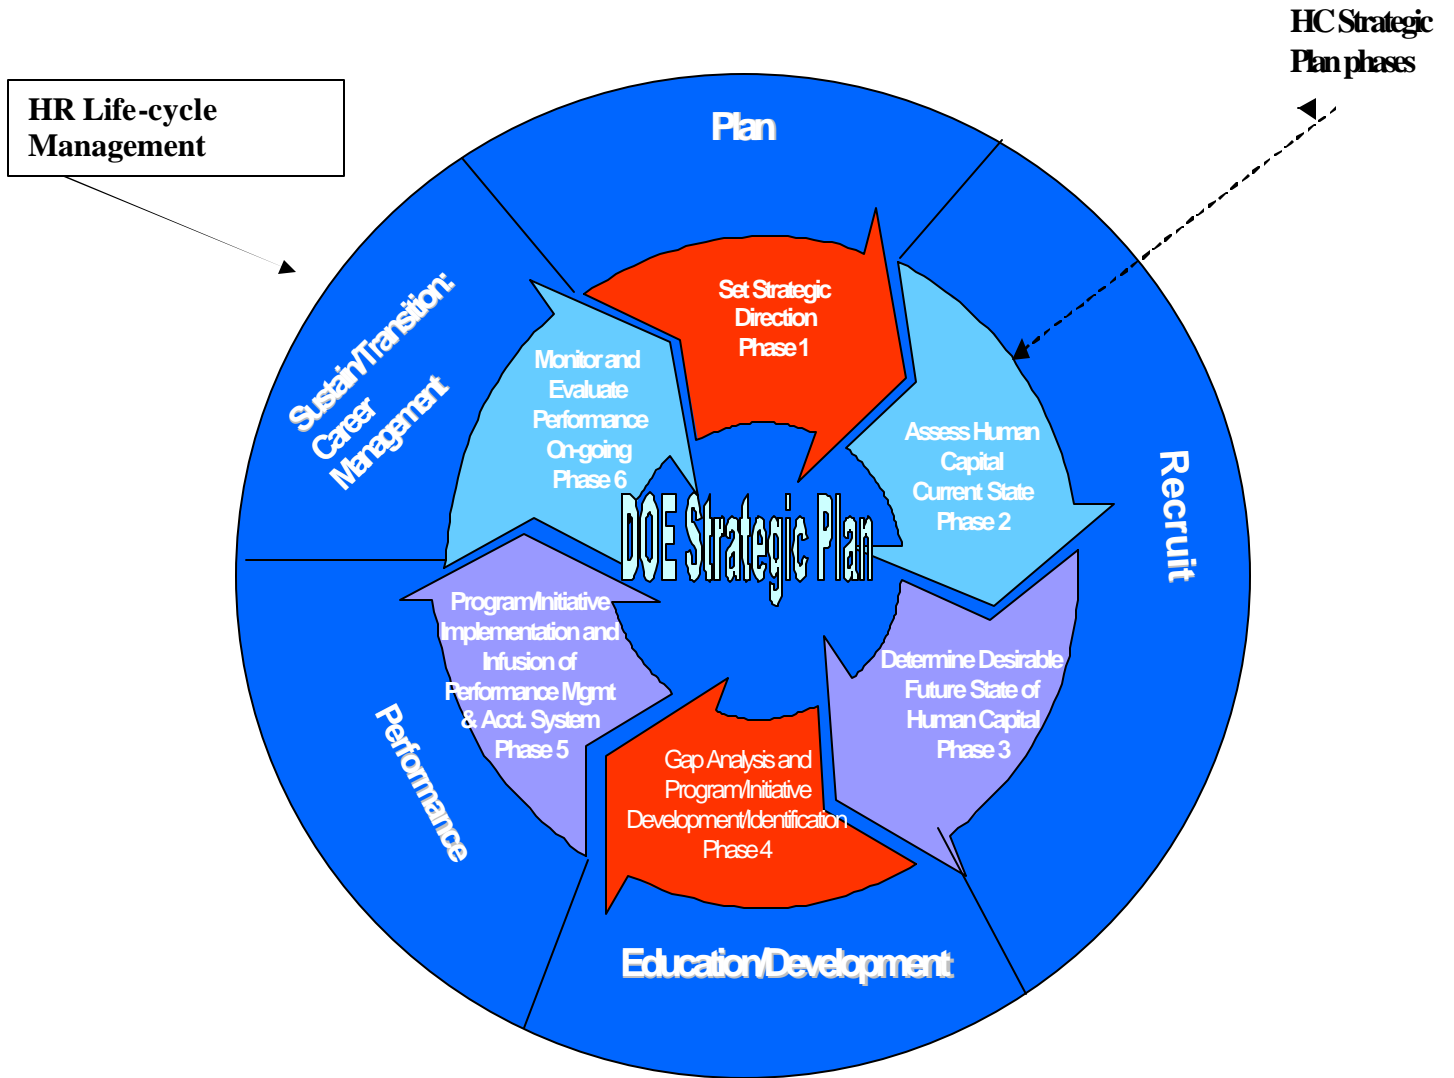 HC Strategic
Plan phases
HR Life-cycle
Management
Plan
Set Strategic
Direction
Phase 1
Monitor and
Evaluate
Performance
On-going
Phase 6
Assess Human
Capital
Current State
Phase 2
Sustain/Transition:
Career
Management
Recruit
DOE Strategic Plan
Program/Initiative
Implementation and
Infusion of
Performance Mgmt
& Acct. System
Phase 5
Determine Desirable
Future State of
Human Capital
Phase 3
Performance
Gap Analysis and
Program/Initiative
Development/Identification
Phase 4
Education/Development